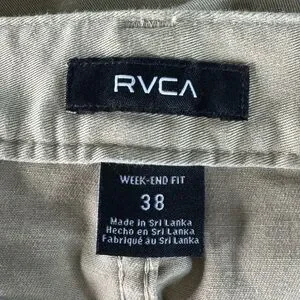 RVCA
WEEK-END FIT
38
Made in Sri Lanka
Hecho en Sri Lanka
Fabriqué au Sri Lanka